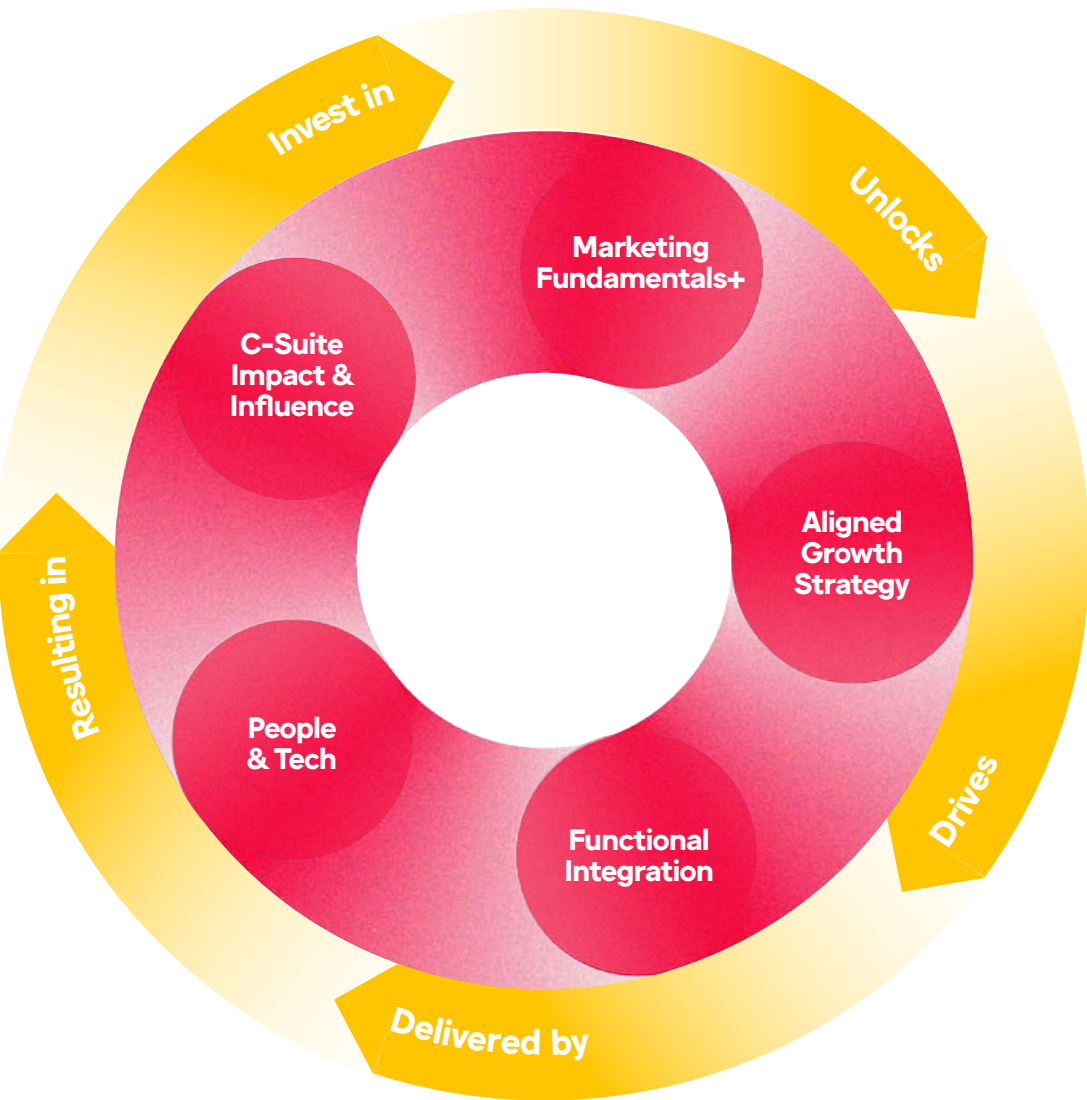 Invest in
Marketing
Fundamentals+
Unlocks
Aligned
Growth
Strategy
Drives
Functional
Integration
Delivered by
People
& Tech
Resulting in
C-Suite
Impact &
Influence